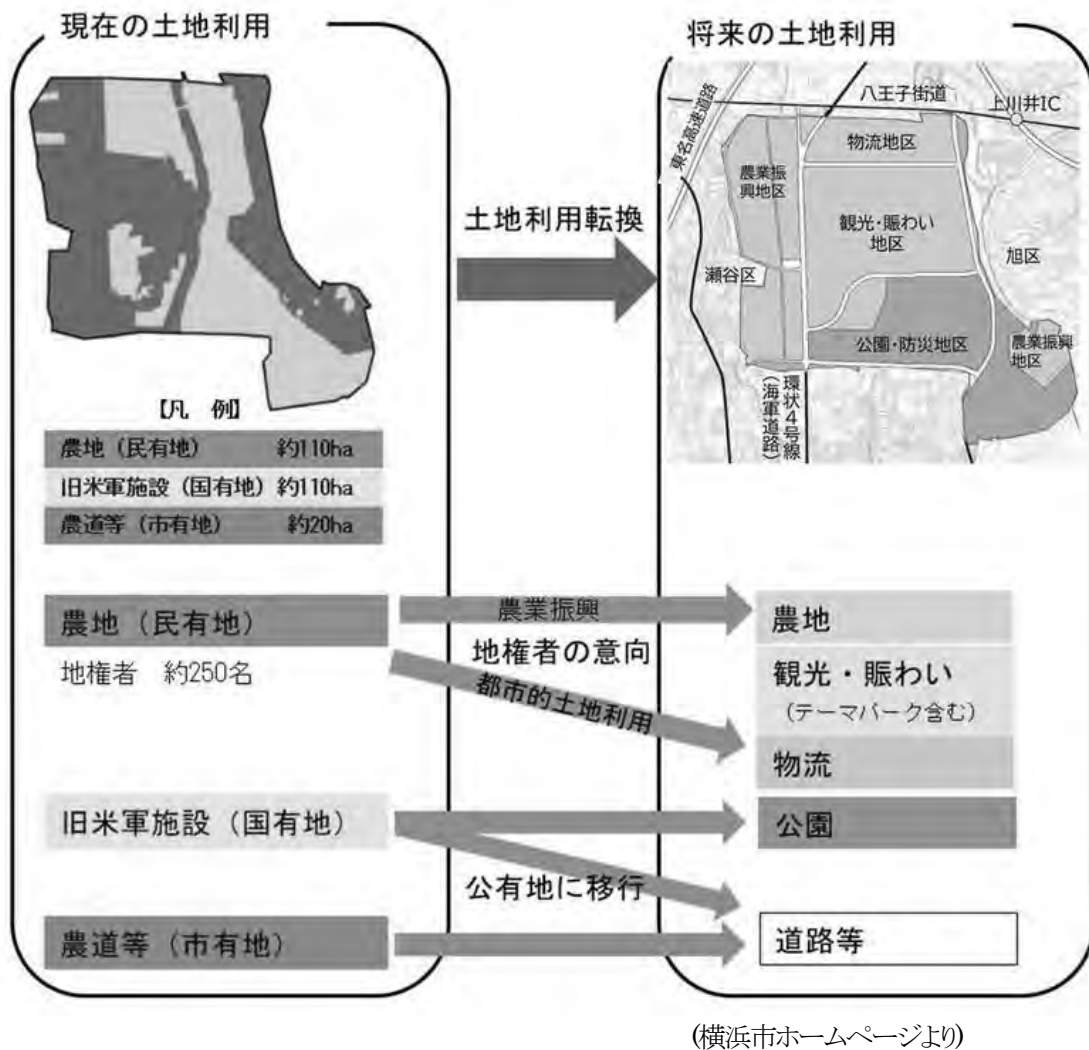 現在の土地利用
将来の土地利用
八王子街道
上川井IC
東名高速道路
物流地区
農業振
興地区
観光・賑わい
地区
瀬谷区
旭区
公園・防災地区
農業振興
地区
環状4号線
(海軍道路)
土地利用転換
【凡 例】
農地(民有地) 約110ha
旧米軍施設(国有地) 約110ha
農道等(市有地) 約20ha
農地(民有地)
地権者 約250名
農業振興
地権者の意向
都市的土地利用
農地
観光・賑わい
(テーマパーク含む)
物流
旧米軍施設(国有地)
公園
公有地に移行
農道等(市有地)
道路等
(横浜市ホームページより)